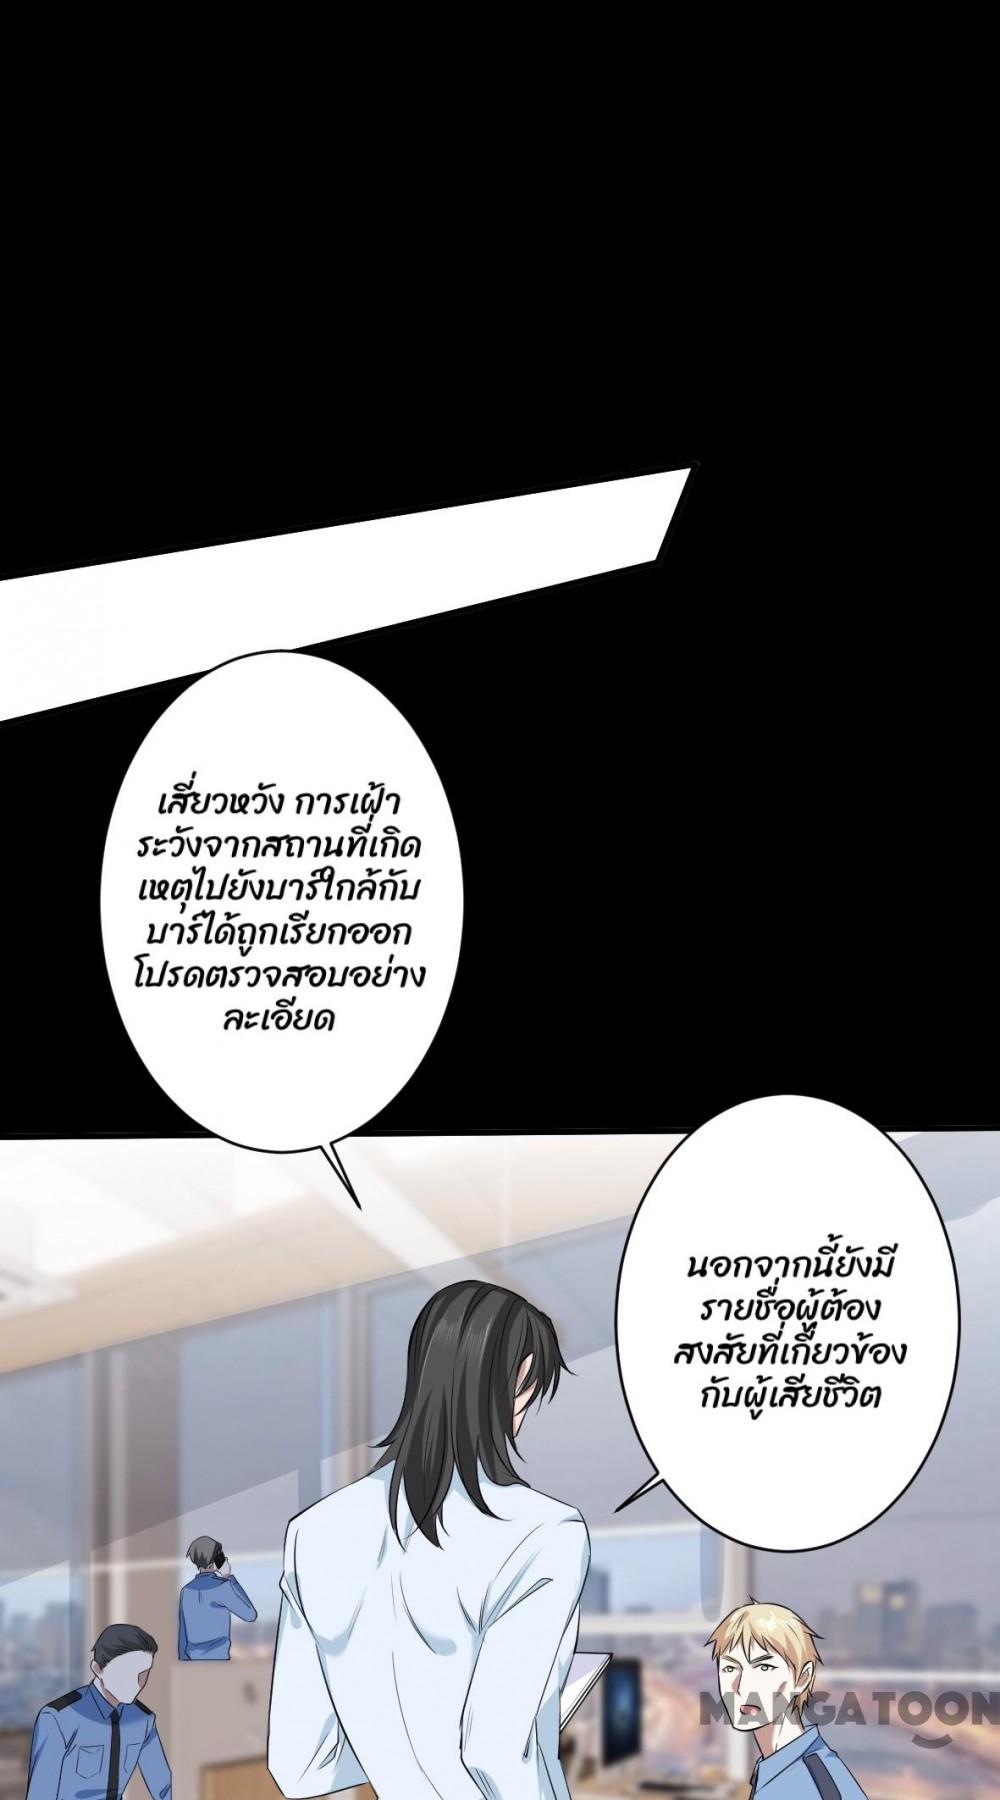 เสี่ยวหวัง การเฝ้า
ระวังจากสถานที่เกิด
เหตุไปยังบาร์ใกล้กับ
บาร์ได้ถูกเรียกออก
โปรดตรวจสอบอย่าง
ละเอียด
นอกจากนี้ยังมี
รายชื่อผู้ต้อง
สงสัยที่เกี่ยวข้อง
กับผู้เสียชีวิต
MANGATOON